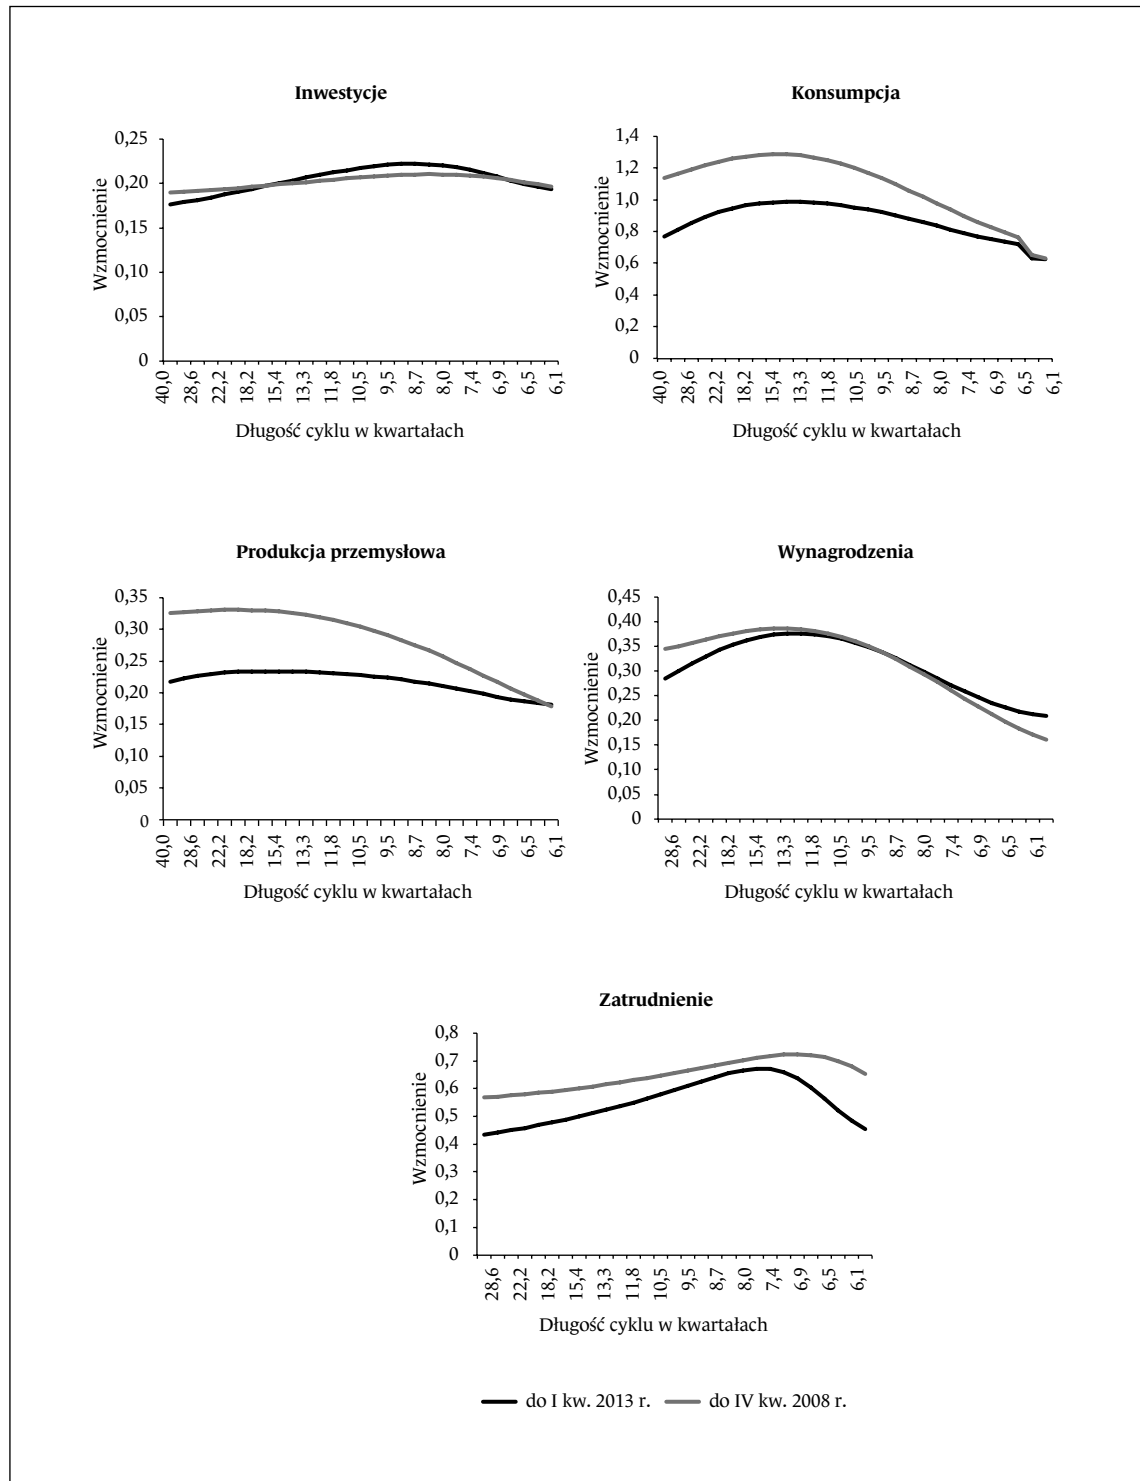 Inwestycje
Wzmocnienie
0,25
0,20
0,15
0,10
0,05
0
40,0 28,6 22,2 18,2 15,4 13,3 11,8 10,5 9,5 8,7 8,0 7,4 6,9 6,5 6,1
Długość cyklu w kwartałach
Konsumpcja
Wzmocnienie
1,4
1,2
1,0
0,8
0,6
0,4
0,2
0
40,0 28,6 22,2 18,2 15,4 13,3 11,8 10,5 9,5 8,7 8,0 7,4 6,9 6,5 6,1
Długość cyklu w kwartałach
Produkcja przemysłowa
Wzmocnienie
0,35
0,30
0,25
0,20
0,15
0,10
0,05
0
40,0 28,6 22,2 18,2 15,4 13,3 11,8 10,5 9,5 8,7 8,0 7,4 6,9 6,5 6,1
Długość cyklu w kwartałach
Wynagrodzenia
Wzmocnienie
0,45
0,40
0,35
0,30
0,25
0,20
0,15
0,10
0,05
0
28,6 22,2 18,2 15,4 13,3 11,8 10,5 9,5 8,7 8,0 7,4 6,9 6,5 6,1
Długość cyklu w kwartałach
Zatrudnienie
Wzmocnienie
0,8
0,7
0,6
0,5
0,4
0,3
0,2
0,1
0
28,6 22,2 18,2 15,4 13,3 11,8 10,5 9,5 8,7 8,0 7,4 6,9 6,5 6,1
Długość cyklu w kwartałach
do I kw. 2013 r. do IV kw. 2008 r.